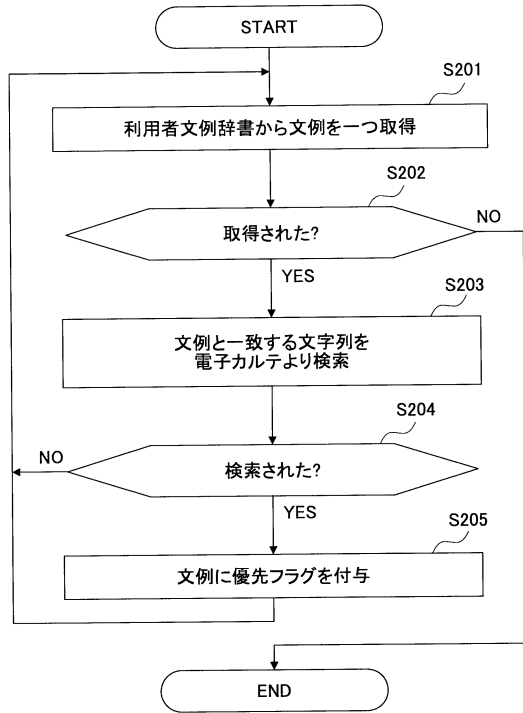 START
S201
利用者文例辞書から文例を一つ取得
S202
取得された?
NO
YES
S203
文例と一致する文字列を
電子カルテより検索
S204
NO
検索された?
YES
S205
文例に優先フラグを付与
END